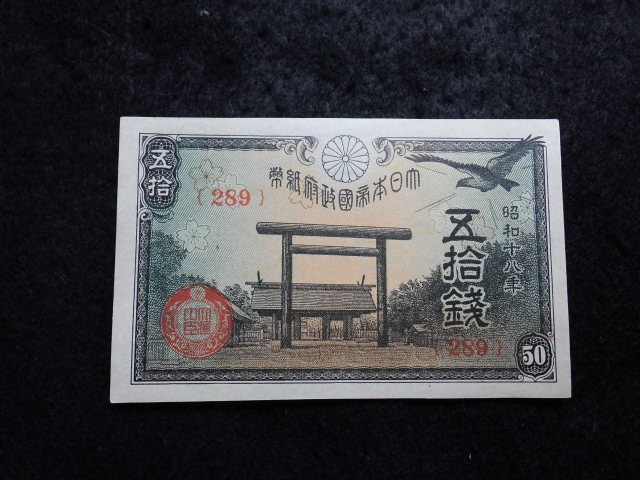 大日本帝國政府紙幣
五拾
{ 289 }
昭和十八年
五拾錢
{ 289 }
50